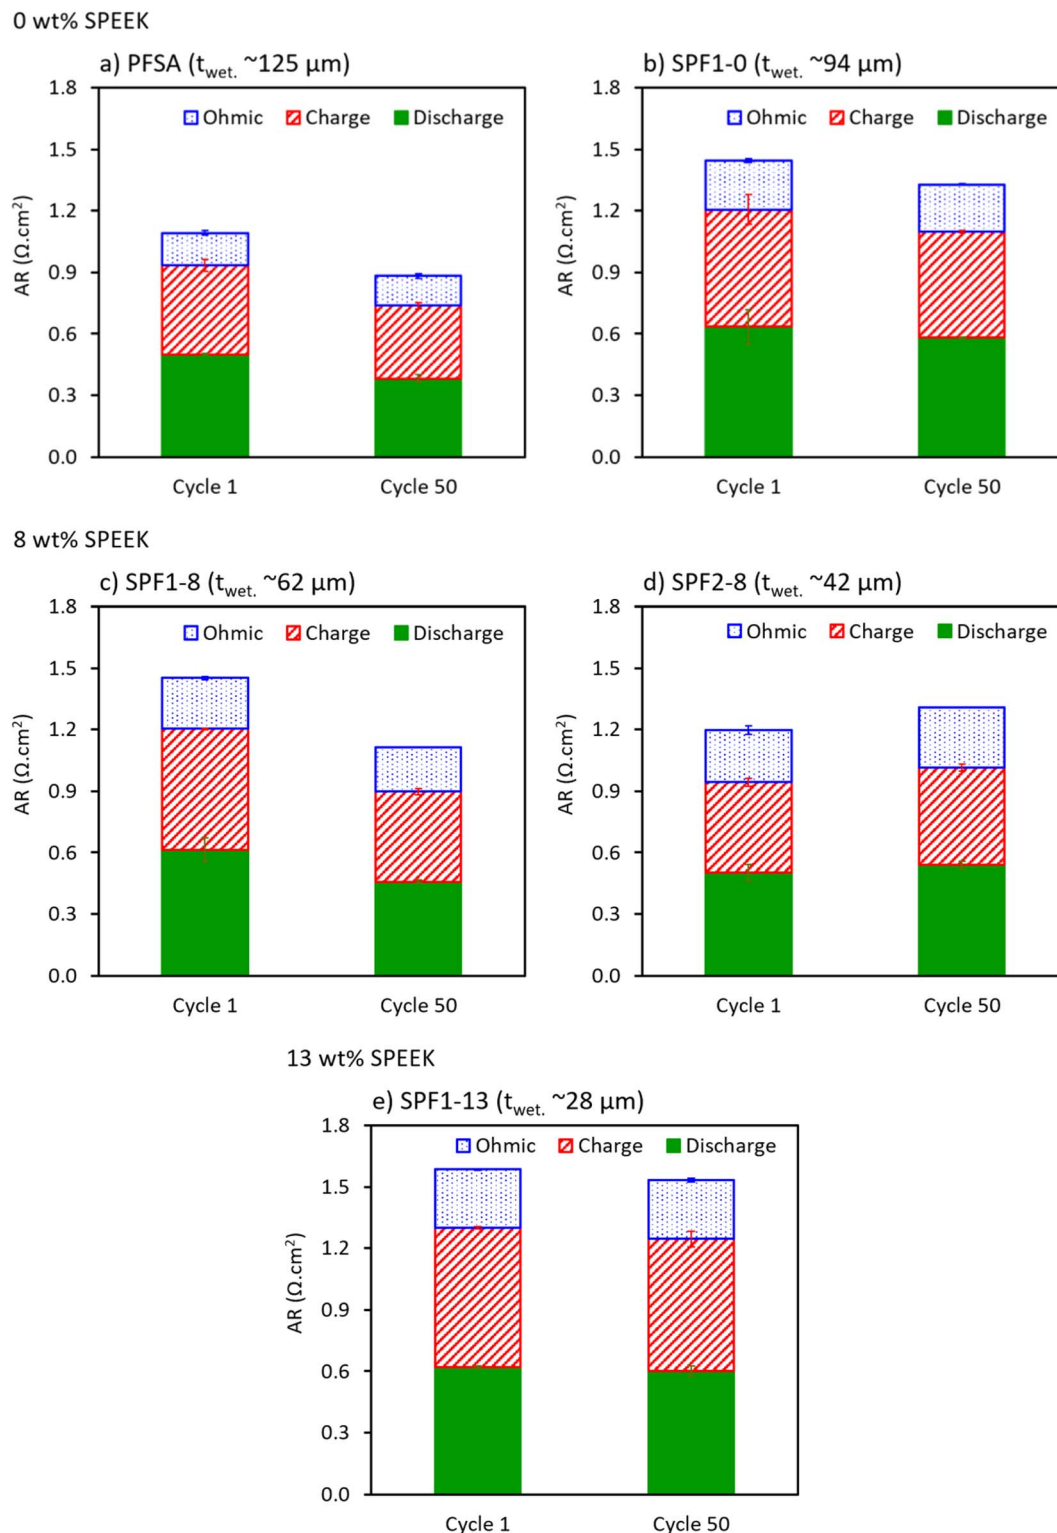 0 wt% SPEEK
a) PFSA (twet. ~125 µm)
1.8
1.5
1.2
0.9
0.6
0.3
0.0
AR (Ω.cm²)
Ohmic Charge Discharge
Cycle 1 Cycle 50
b) SPF1-0 (twet. ~94 µm)
1.8
1.5
1.2
0.9
0.6
0.3
0.0
AR (Ω.cm²)
Ohmic Charge Discharge
Cycle 1 Cycle 50
8 wt% SPEEK
c) SPF1-8 (twet. ~62 µm)
1.8
1.5
1.2
0.9
0.6
0.3
0.0
AR (Ω.cm²)
Ohmic Charge Discharge
Cycle 1 Cycle 50
d) SPF2-8 (twet. ~42 µm)
1.8
1.5
1.2
0.9
0.6
0.3
0.0
AR (Ω.cm²)
Ohmic Charge Discharge
Cycle 1 Cycle 50
13 wt% SPEEK
e) SPF1-13 (twet. ~28 µm)
1.8
1.5
1.2
0.9
0.6
0.3
0.0
AR (Ω.cm²)
Ohmic Charge Discharge
Cycle 1 Cycle 50